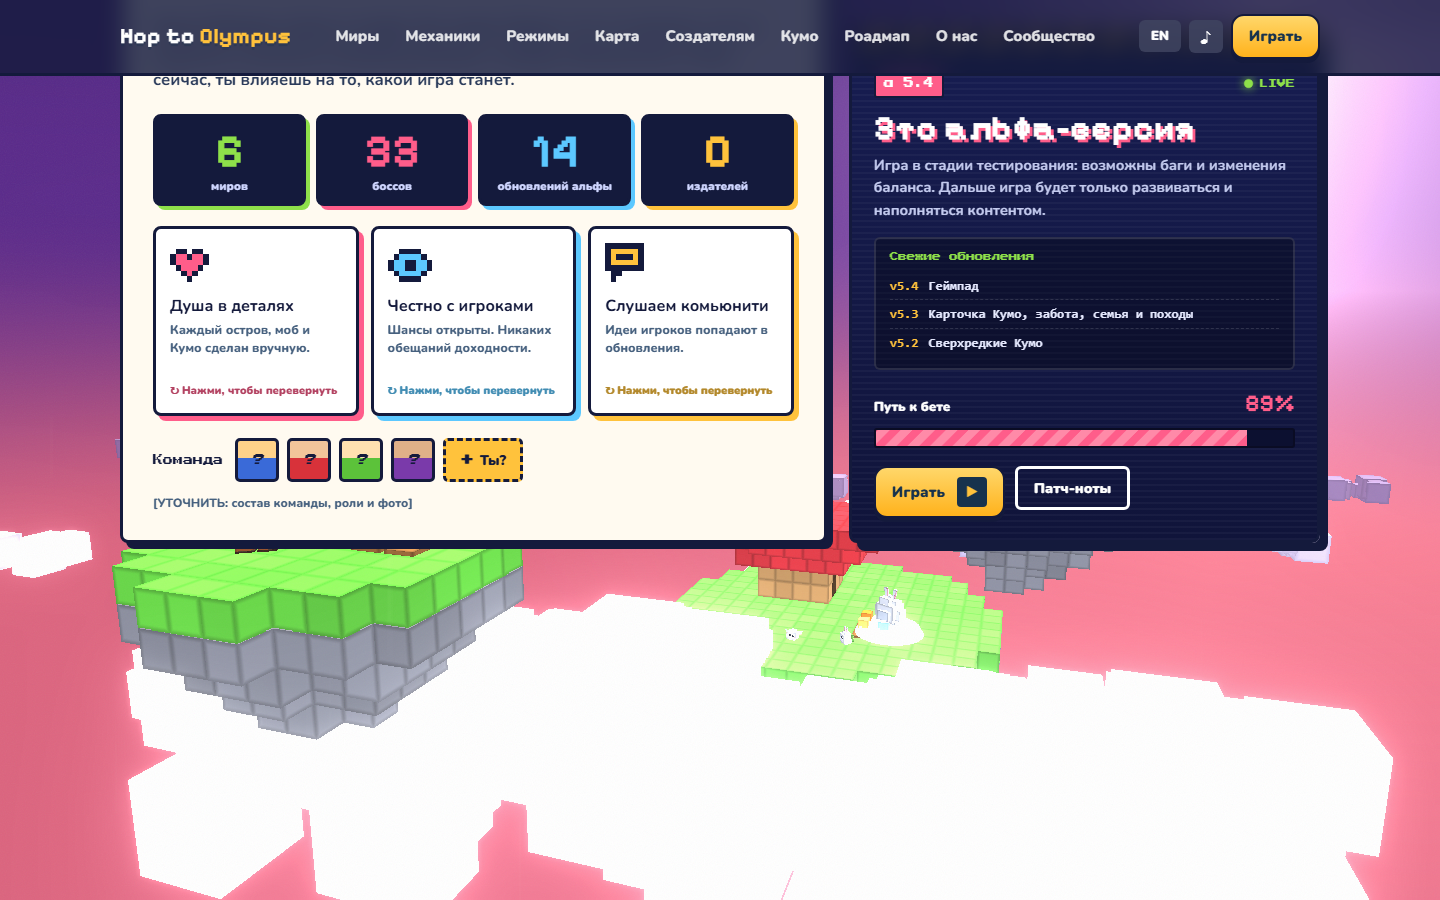 Hop to Olympus
Миры
Механики
Режимы
Карта
Создателям
Кумо
Роадмап
О нас
Сообщество
EN
Играть
сейчас, ты влияешь на то, какой игра станет.
6
миров
33
боссов
14
обновлений альфы
0
издателей
Душа в деталях
Каждый остров, моб и
Кумо сделан вручную.
↻ Нажми, чтобы перевернуть
Честно с игроками
Шансы открыты. Никаких
обещаний доходности.
↻ Нажми, чтобы перевернуть
Слушаем комьюнити
Идеи игроков попадают в
обновления.
↻ Нажми, чтобы перевернуть
Команда
?
?
?
?
+ Ты?
[УТОЧНИТЬ: состав команды, роли и фото]
α 5.4
LIVE
Это альфа-версия
Игра в стадии тестирования: возможны баги и изменения
баланса. Дальше игра будет только развиваться и
наполняться контентом.
Свежие обновления
v5.4 Геймпад
v5.3 Карточка Кумо, забота, семья и походы
v5.2 Сверхредкие Кумо
Путь к бете
89%
Играть
Патч-ноты